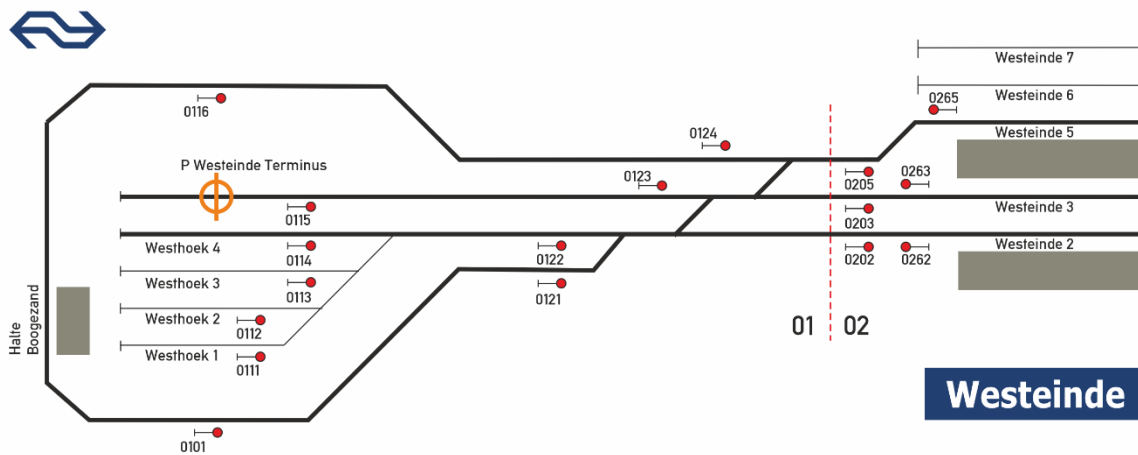 Westeinde 7
Westeinde 6
0265
0116
0124
Westeinde 5
P Westeinde Terminus
0123
0205
0263
0115
0203
Westeinde 3
Westhoek 4
0114
0122
0202
0262
Westeinde 2
Westhoek 3
0113
0121
Halte
Boogezand
Westhoek 2
0112
01
02
Westhoek 1
0111
Westeinde
0101